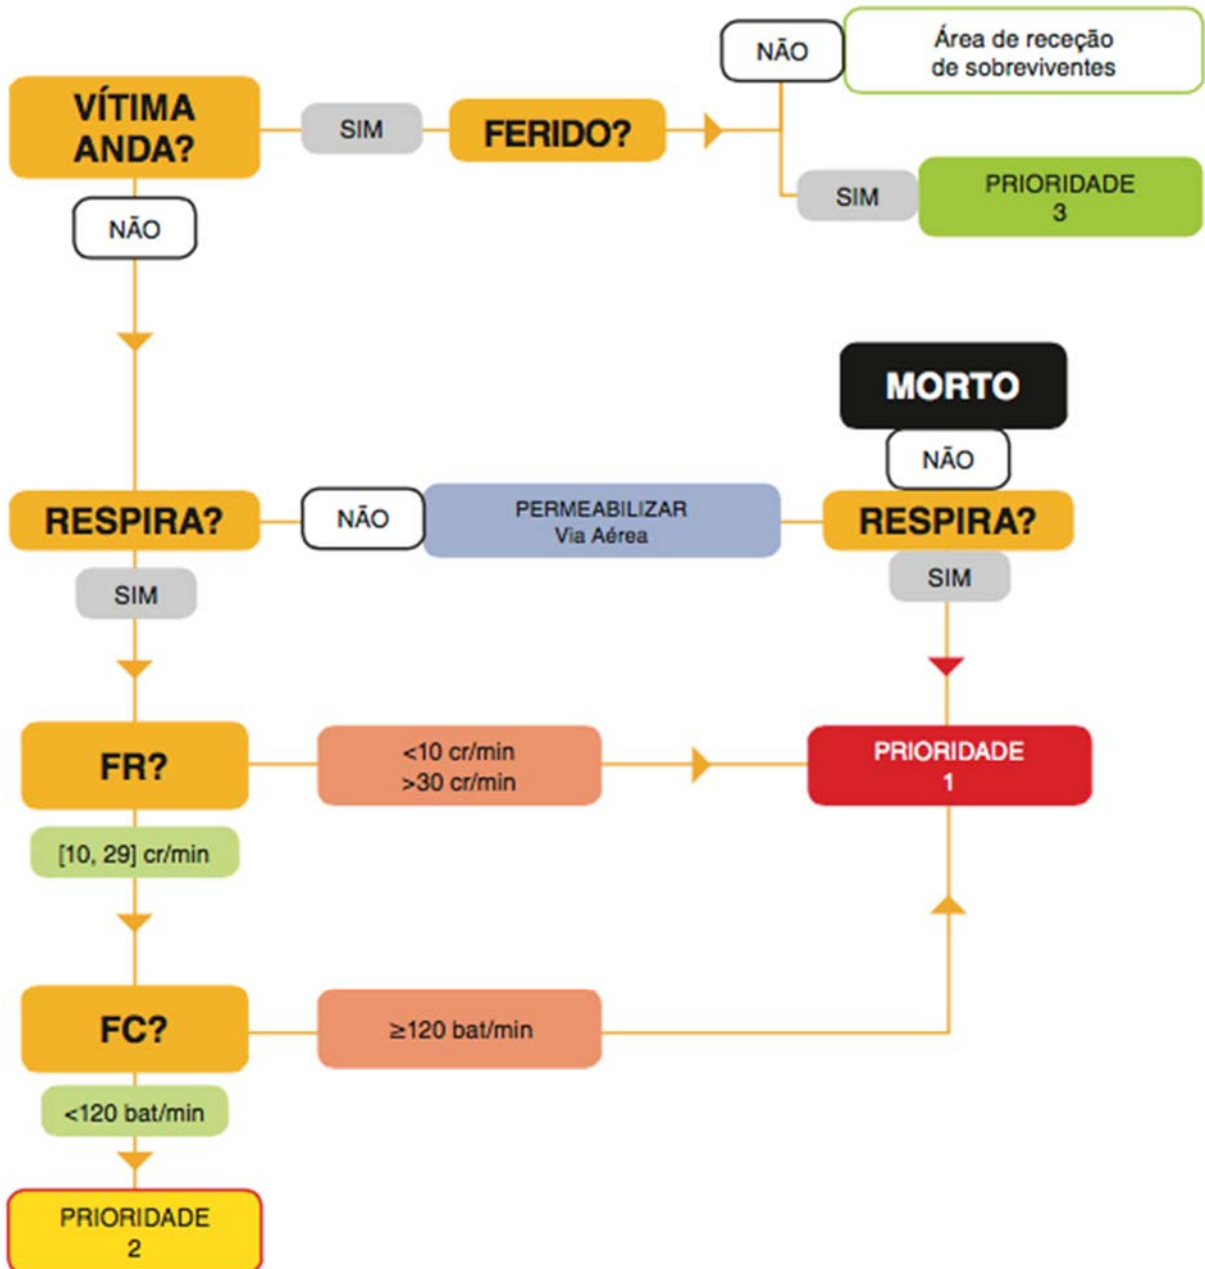 VÍTIMA
ANDA?
SIM
FERIDO?
NÃO
Área de receção
de sobreviventes
SIM
PRIORIDADE
3
NÃO
MORTO
NÃO
RESPIRA?
NÃO
PERMEABILIZAR
Via Aérea
RESPIRA?
SIM
SIM
FR?
<10 cr/min
>30 cr/min
PRIORIDADE
1
[10, 29] cr/min
FC?
≥120 bat/min
<120 bat/min
PRIORIDADE
2